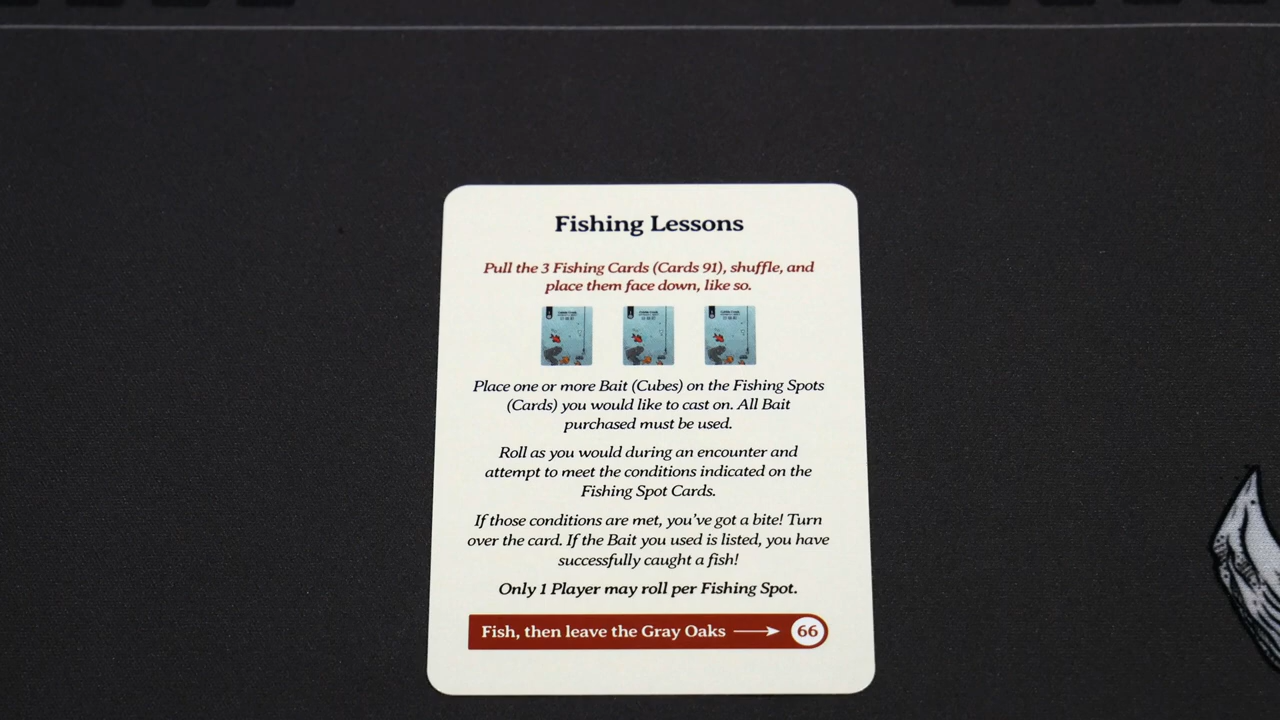 Fishing Lessons
Pull the 3 Fishing Cards (Cards 91), shuffle, and
place them face down, like so.
Place one or more Bait (Cubes) on the Fishing Spots
(Cards) you would like to cast on. All Bait
purchased must be used.
Roll as you would during an encounter and
attempt to meet the conditions indicated on the
Fishing Spot Cards.
If those conditions are met, you've got a bite! Turn
over the card. If the Bait you used is listed, you have
successfully caught a fish!
Only 1 Player may roll per Fishing Spot.
Fish, then leave the Gray Oaks → 66